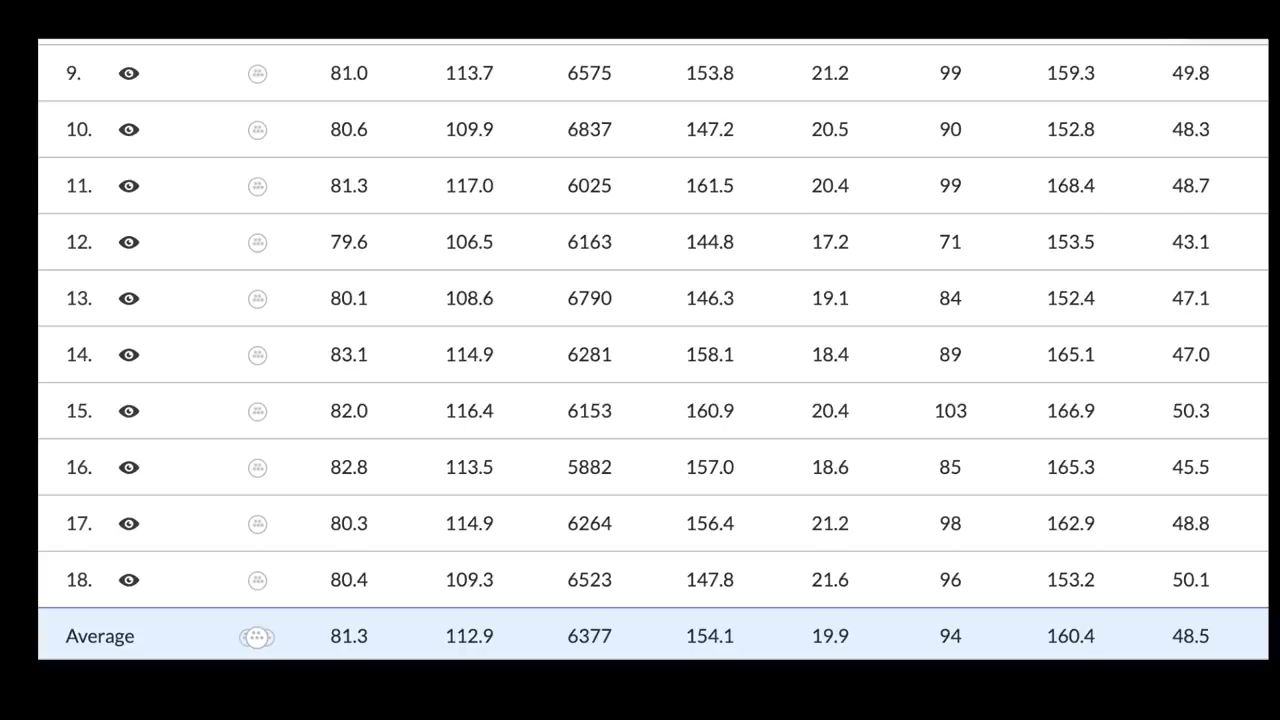 9. 81.0 113.7 6575 153.8 21.2 99 159.3 49.8
10. 80.6 109.9 6837 147.2 20.5 90 152.8 48.3
11. 81.3 117.0 6025 161.5 20.4 99 168.4 48.7
12. 79.6 106.5 6163 144.8 17.2 71 153.5 43.1
13. 80.1 108.6 6790 146.3 19.1 84 152.4 47.1
14. 83.1 114.9 6281 158.1 18.4 89 165.1 47.0
15. 82.0 116.4 6153 160.9 20.4 103 166.9 50.3
16. 82.8 113.5 5882 157.0 18.6 85 165.3 45.5
17. 80.3 114.9 6264 156.4 21.2 98 162.9 48.8
18. 80.4 109.3 6523 147.8 21.6 96 153.2 50.1
Average 81.3 112.9 6377 154.1 19.9 94 160.4 48.5